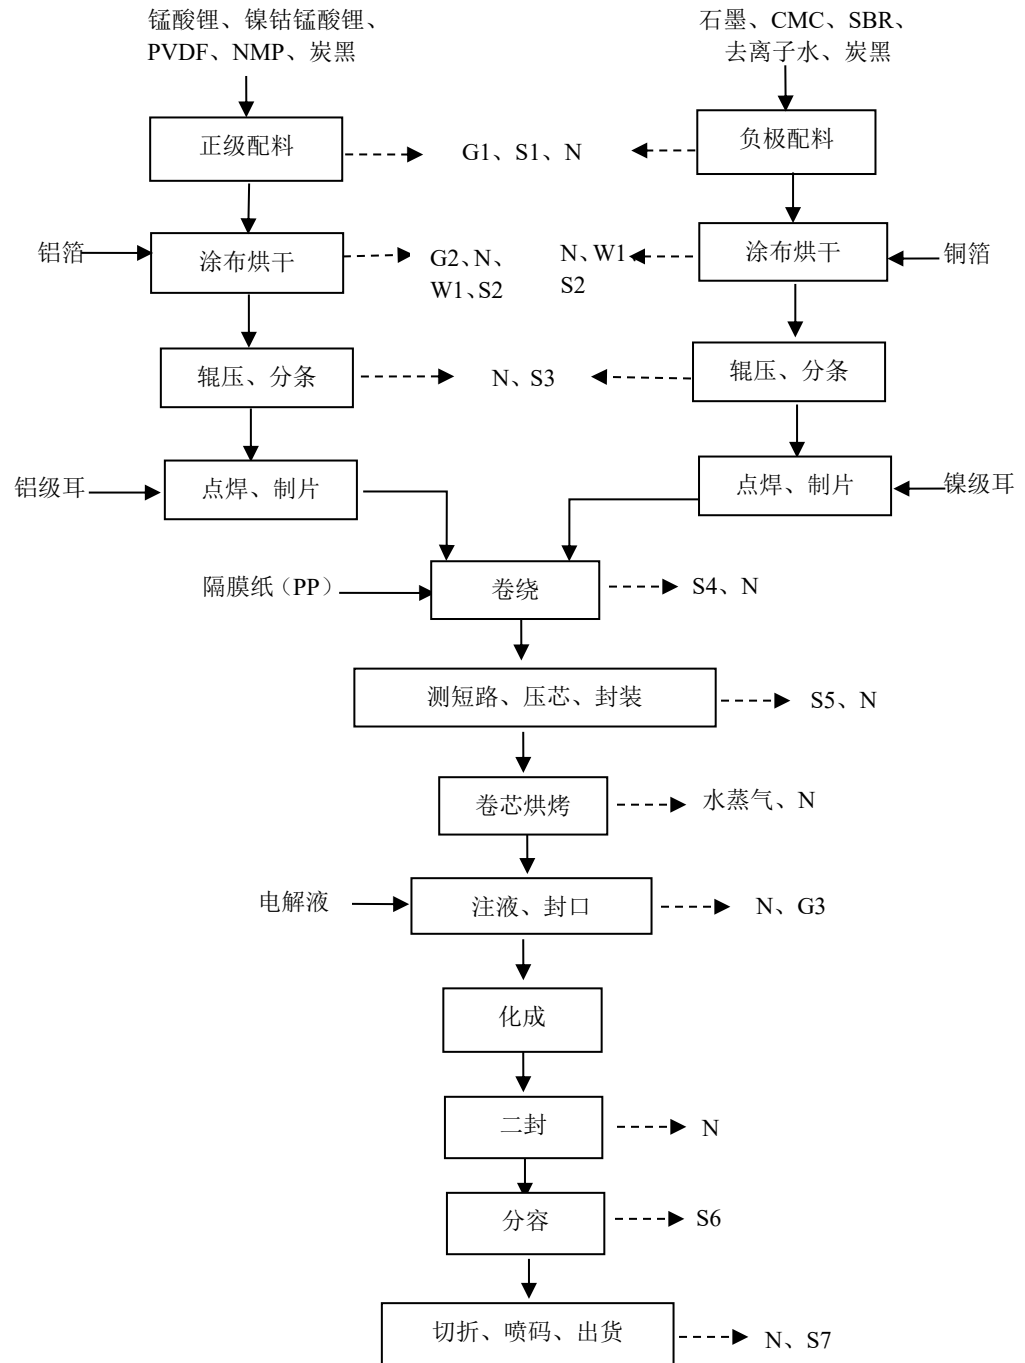 锰酸锂、镍钴锰酸锂、
PVDF、NMP、炭黑
石墨、CMC、SBR、
去离子水、炭黑
正级配料
G1、S1、N
负极配料
铝箔
涂布烘干
G2、N、
W1、S2
N、W1
S2
涂布烘干
铜箔
辊压、分条
N、S3
辊压、分条
铝级耳
点焊、制片
点焊、制片
镍级耳
隔膜纸（PP）
卷绕
S4、N
测短路、压芯、封装
S5、N
卷芯烘烤
水蒸气、N
电解液
注液、封口
N、G3
化成
二封
N
分容
S6
切折、喷码、出货
N、S7